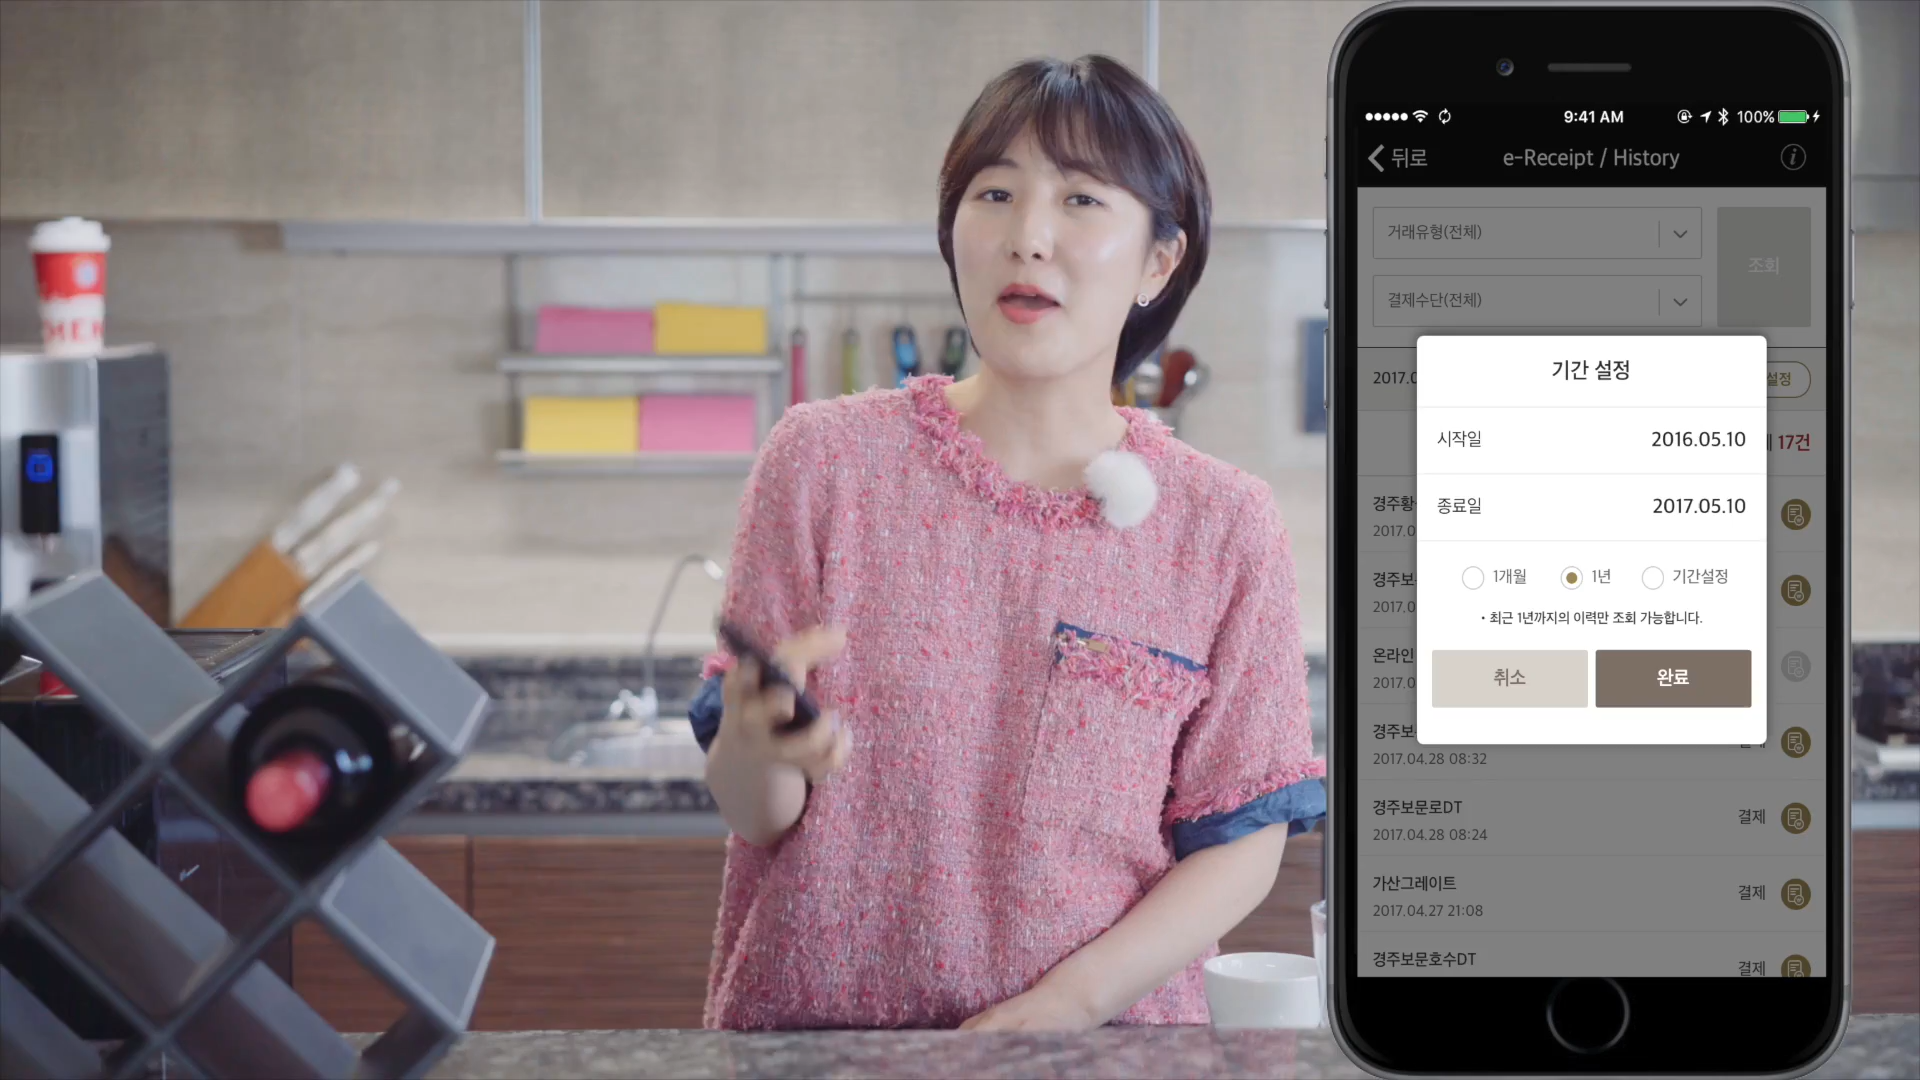 9:41 AM
100%
뒤로
e-Receipt / History
거래유형(전체)
조회
결제수단(전체)
기간 설정
2017.0
설정
시작일
2016.05.10
17건
종료일
2017.05.10
경주황
2017.0
1개월
1년
기간설정
경주보
2017.0
• 최근 1년까지의 이력만 조회 가능합니다.
온라인
2017.0
취소
완료
경주보
2017.04.28 08:32
경주보문로DT
결제
2017.04.28 08:24
가산그레이트
결제
2017.04.27 21:08
경주보문호수DT
결제